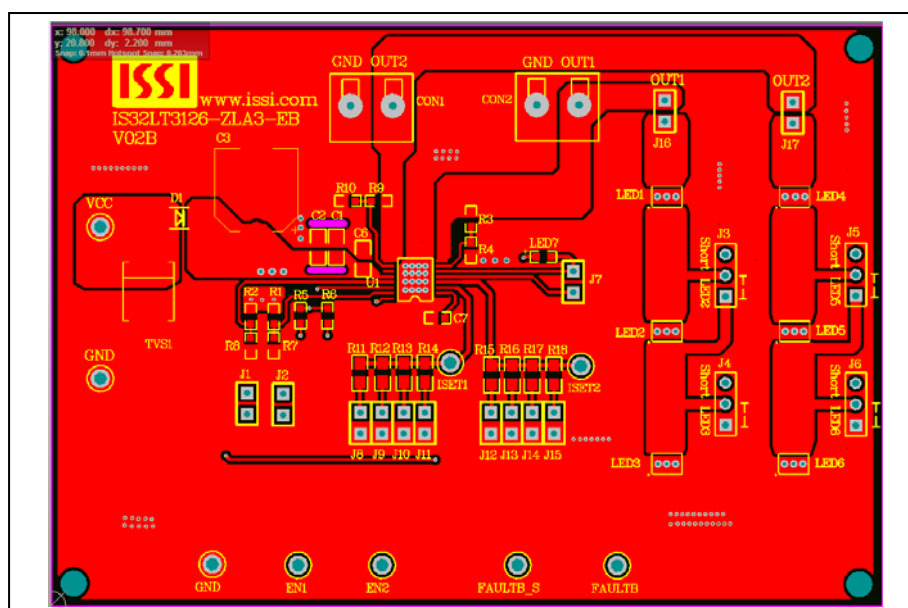 x: 98.000 dx: 98.700 mm
y: 20.800 dy: 2.200 mm
ISSI
www.issi.com
IS32LT3126-ZLA3-EB
V02B
GND OUT2
CON1
GND OUT1
CON2
OUT1
J16
OUT2
J17
C3
D1
VCC
R10 R9
C2 C1
C6
R3
R4
LED7
J7
U1
C7
LED1
LED4
J3
Short
LED2
J5
Short
LED5
TVS1
R2 R1
R5 R6
R8 R7
GND
J1 J2
R11 R12 R13 R14
ISET1
R15 R16 R17 R18
ISET2
LED2
LED5
J4
Short
LED3
J6
Short
LED6
J8 J9 J10 J11
J12 J13 J14 J15
LED3
LED6
GND
EN1
EN2
FAULTB_S
FAULTB